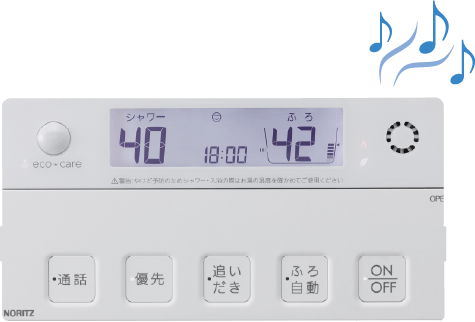 シャワー ふろ
40 18:00 42
eco・care
⚠警告 やけど予防のためシャワー・入浴の際はお湯の温度を確かめてご使用ください
OPE
通話 優先 追いだき ふろ自動 ON OFF
NORITZ